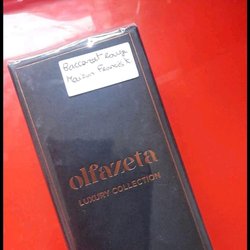 Baccarat Rouge
Maison Francis K
olfazeta
LUXURY COLLECTION